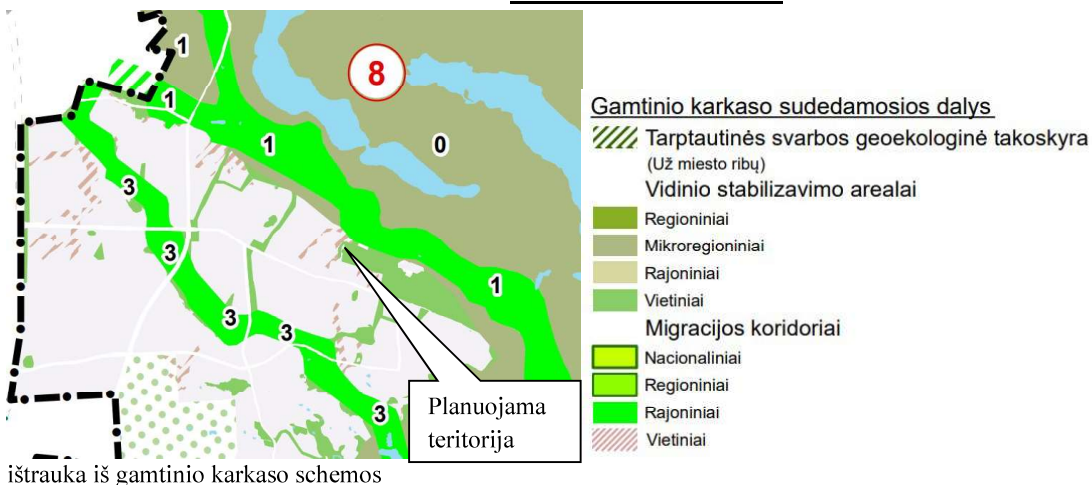 1
8
1
1
0
3
3
1
3
3
3
Planuojama
teritorija
ištrauka iš gamtinio karkaso schemos
Gamtinio karkaso sudedamosios dalys
Tarptautinės svarbos geoekologinė takoskyra
(Už miesto ribų)
Vidinio stabilizavimo arealai
Regioniniai
Mikroregioniniai
Rajoniniai
Vietiniai
Migracijos koridoriai
Nacionaliniai
Regioniniai
Rajoniniai
Vietiniai